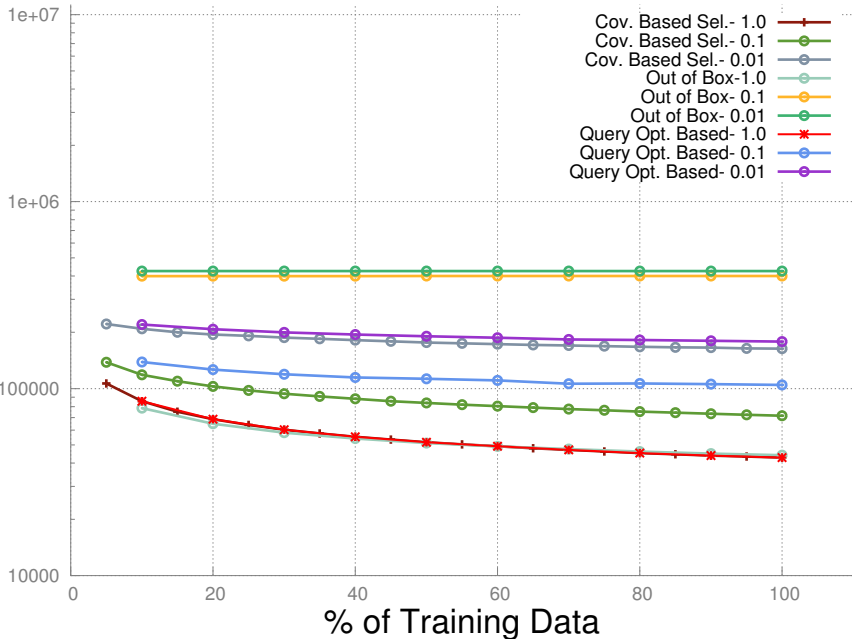 1e+07
1e+06
100000
10000
0
20
40
60
80
100
% of Training Data
Cov. Based Sel.- 1.0
Cov. Based Sel.- 0.1
Cov. Based Sel.- 0.01
Out of Box-1.0
Out of Box- 0.1
Out of Box- 0.01
Query Opt. Based- 1.0
Query Opt. Based- 0.1
Query Opt. Based- 0.01